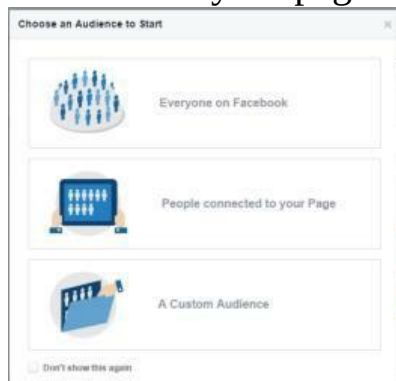 Choose an Audience to Start
Everyone on Facebook
People connected to your Page
A Custom Audience
Don't show this again